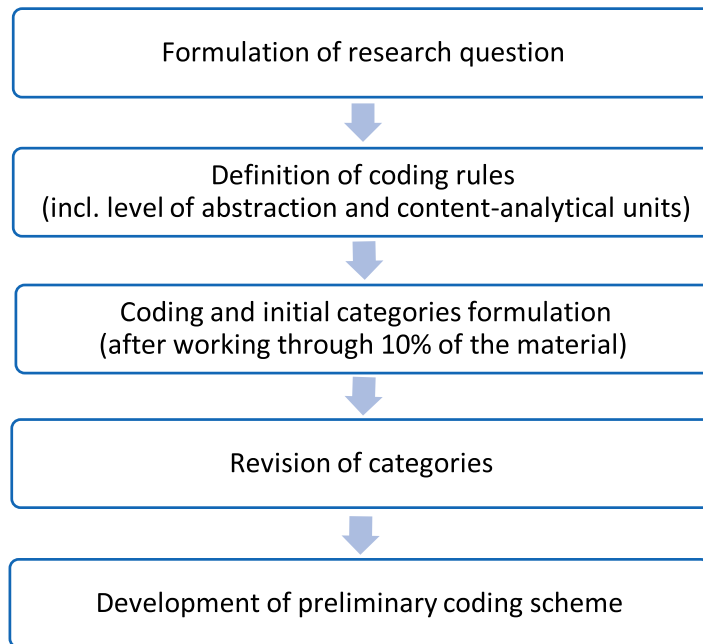 Formulation of research question
Definition of coding rules
(incl. level of abstraction and content-analytical units)
Coding and initial categories formulation
(after working through 10% of the material)
Revision of categories
Development of preliminary coding scheme